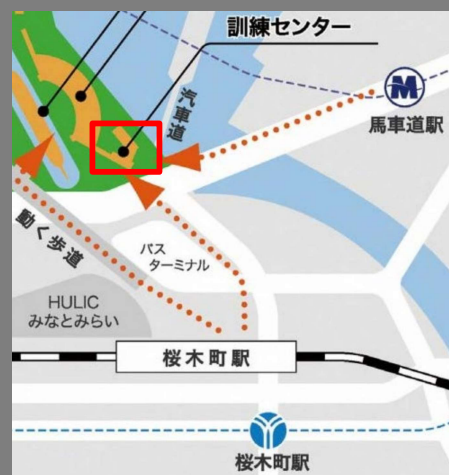 訓練センター
汽車道
M
馬車道駅
動く歩道
バス
ターミナル
HULIC
みなとみらい
桜木町駅
桜木町駅